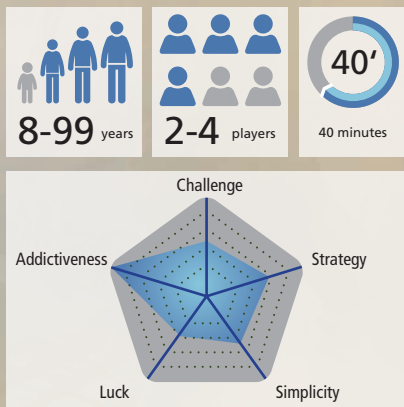 8-99 years
2-4 players
40‘
40 minutes
Challenge
Addictiveness
Strategy
Luck
Simplicity